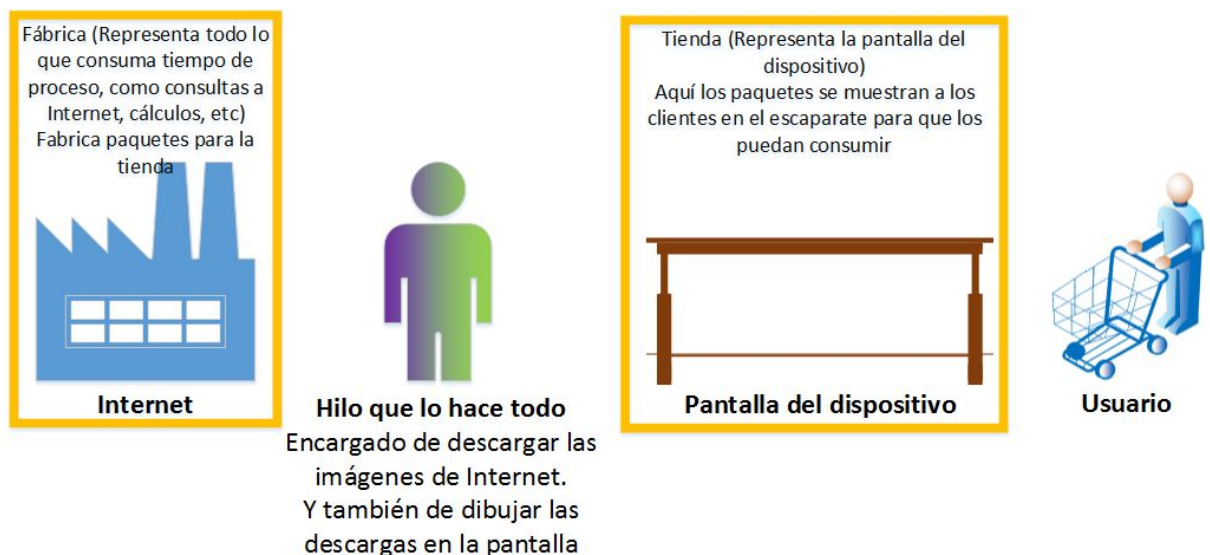 Fábrica (Representa todo lo
que consuma tiempo de
proceso, como consultas a
Internet, cálculos, etc)
Fabrica paquetes para la
tienda
Internet
Hilo que lo hace todo
Encargado de descargar las
imágenes de Internet.
Y también de dibujar las
descargas en la pantalla
Tienda (Representa la pantalla del
dispositivo)
Aquí los paquetes se muestran a los
clientes en el escaparate para que los
puedan consumir
Pantalla del dispositivo
Usuario